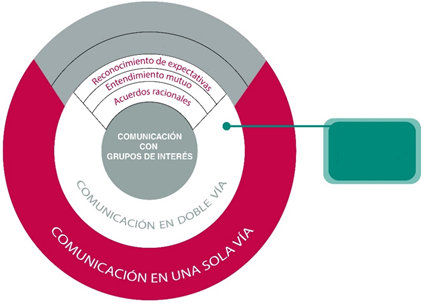 Reconocimiento de expectativas
Entendimiento mutuo
Acuerdos racionales
COMUNICACIÓN
CON
GRUPOS DE INTERÉS
COMUNICACIÓN EN DOBLE VÍA
COMUNICACIÓN EN UNA SOLA VÍA